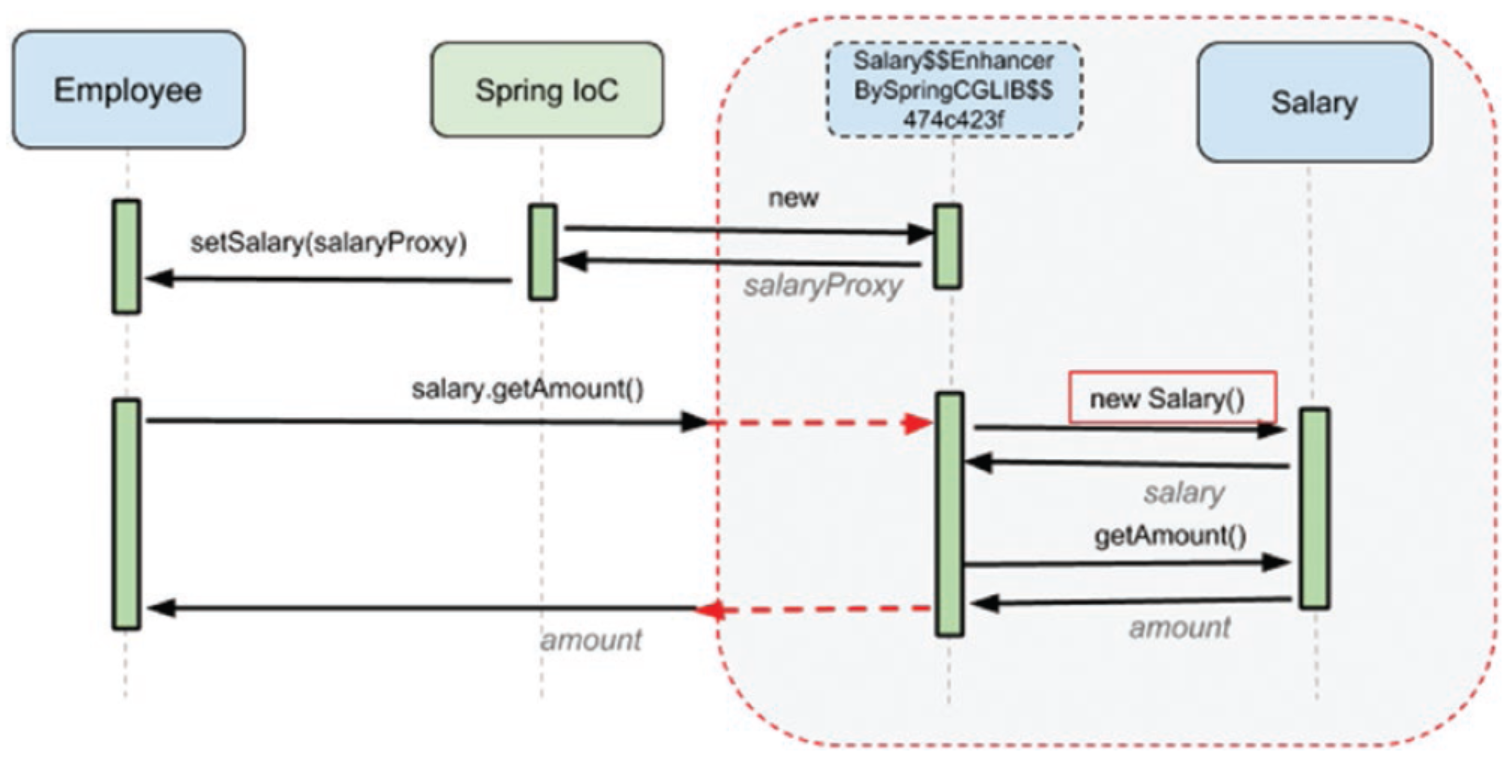 Employee
Spring IoC
Salary$$Enhancer
BySpringCGLIB$$
474c423f
Salary
new
setSalary(salaryProxy)
salaryProxy
salary.getAmount()
new Salary()
salary
getAmount()
amount
amount